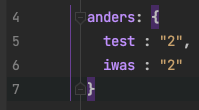 4 anders: {
5 test : "2",
6 iwas : "2"
7 }